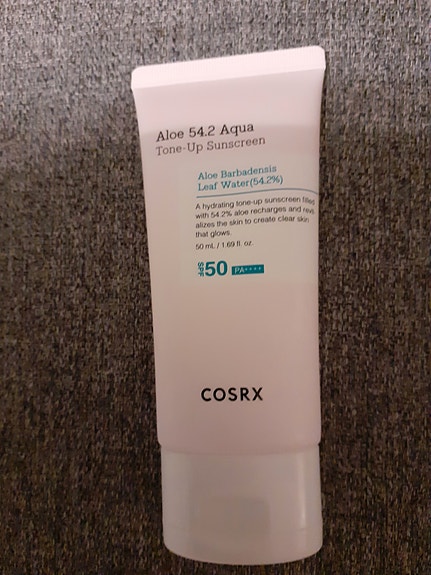 Aloe 54.2 Aqua
Tone-Up Sunscreen
Aloe Barbadensis
Leaf Water(54.2%)
A hydrating tone-up sunscreen filled
with 54.2% aloe recharges and revit
alizes the skin to create clear skin
that glows.
50 mL / 1.69 fl. oz.
SPF 50 PA++++
COSRX